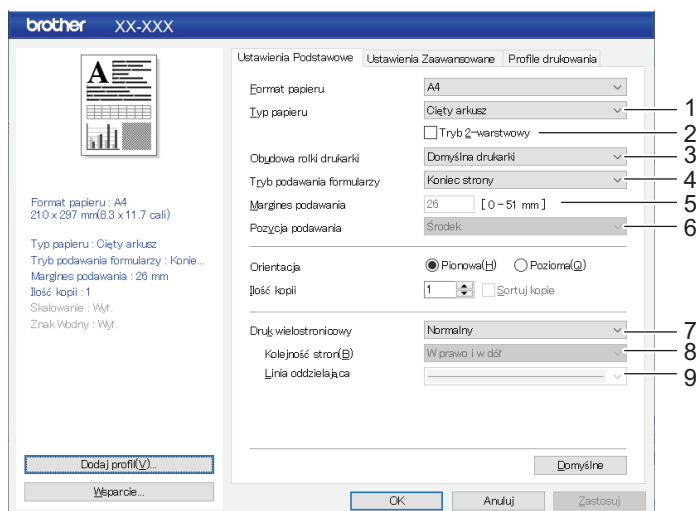 brother XX-XXX
Ustawienia Podstawowe Ustawienia Zaawansowane Profile drukowania
A
Format papieru A4
Typ papieru Cięty arkusz 1
Tryb 2-warstwowy 2
Obudowa rolki drukarki Domyślna drukarki 3
Tryb podawania formularzy Koniec strony 4
Margines podawania 26 [ 0 – 51 mm ] 5
Pozycja podawania Środek 6
Format papieru : A4
210 x 297 mm(8.3 x 11.7 cali)
Typ papieru : Cięty arkusz
Tryb podawania formularzy : Konie...
Margines podawania : 26 mm
Ilość kopii : 1
Skalowanie : Wył.
Znak Wodny : Wył.
Orientacja Pionowa(H) Pozioma(Q)
Ilość kopii 1 Sortuj kopie
Druk wielostronicowy Normalny 7
Kolejność stron(B) W prawo i w dół 8
Linia oddzielająca 9
Dodaj profil(V)... Domyślne
Wsparcie... OK Anuluj Zastosuj